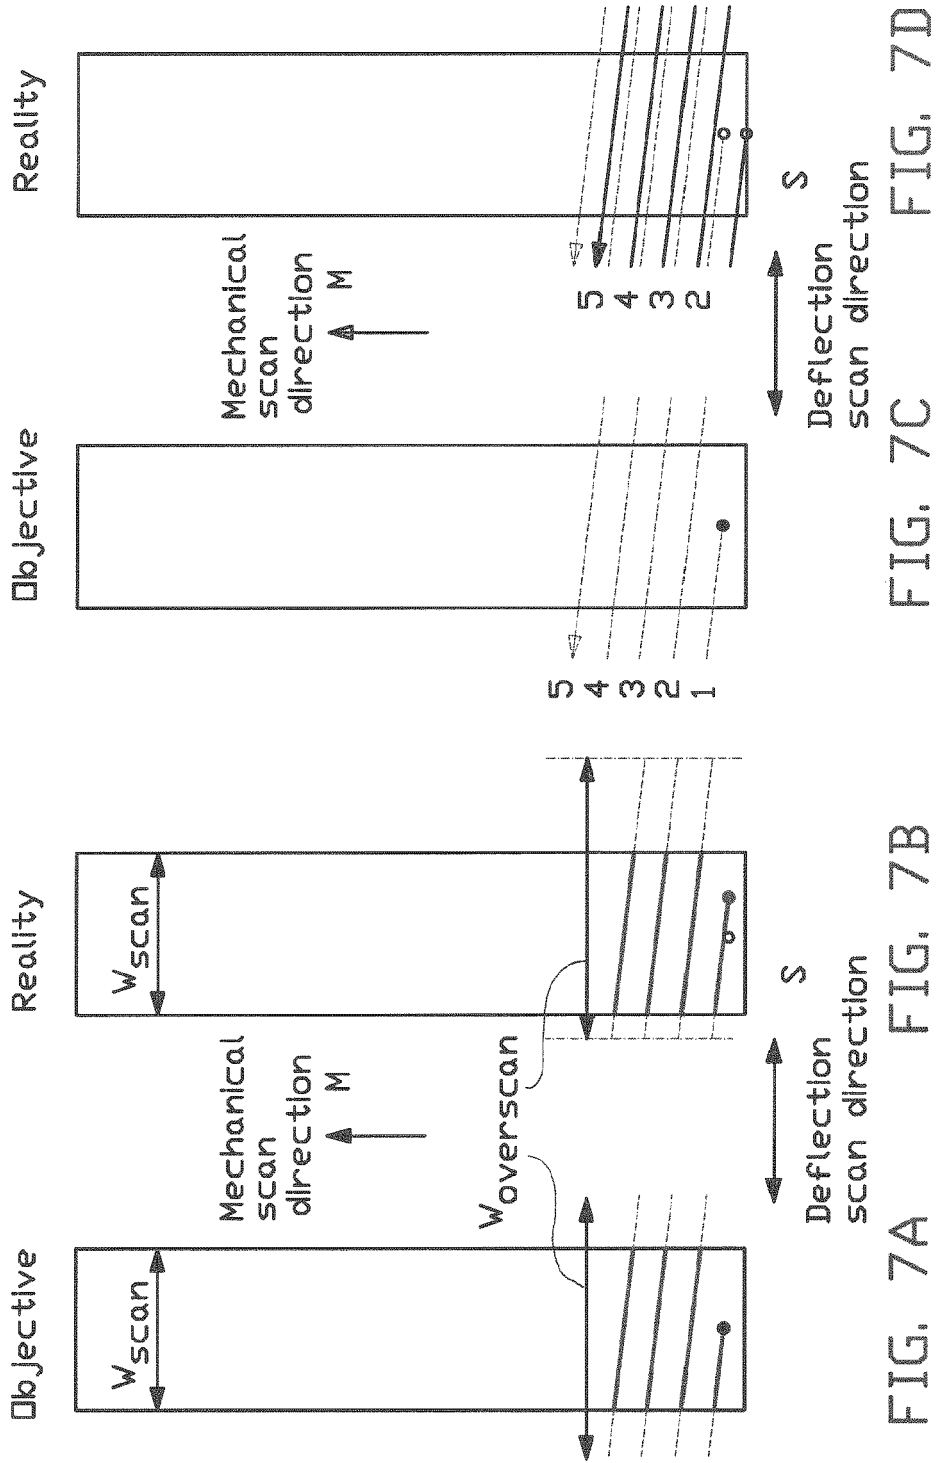 Objective
Wscan
FIG. 7A
Mechanical
scan
direction
M
Woverscan
Deflection
scan direction
S
Reality
Wscan
FIG. 7B
Objective
5
4
3
2
1
FIG. 7C
Mechanical
scan
direction
M
Deflection
scan direction
S
Reality
5
4
3
2
FIG. 7D